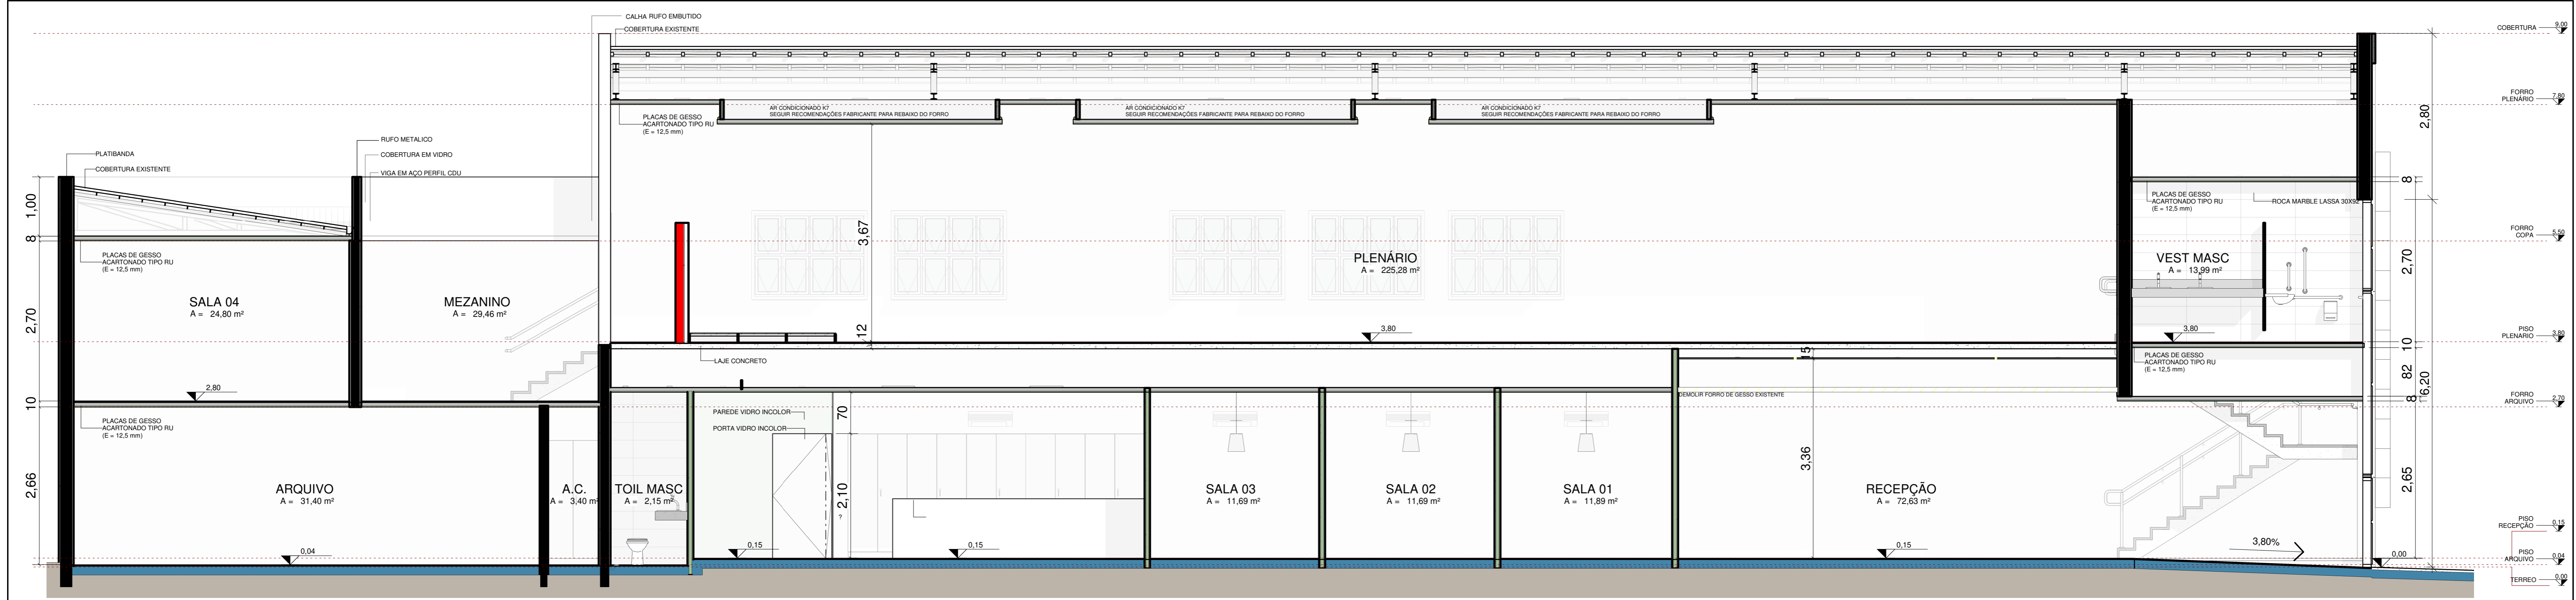 CALHA RUFO EMBUTIDO
COBERTURA EXISTENTE
COBERTURA
9,00
AR CONDICIONADO K7
SEGUIR RECOMENDAÇÕES FABRICANTE PARA REBAIXO DO FORRO
AR CONDICIONADO K7
SEGUIR RECOMENDAÇÕES FABRICANTE PARA REBAIXO DO FORRO
AR CONDICIONADO K7
SEGUIR RECOMENDAÇÕES FABRICANTE PARA REBAIXO DO FORRO
FORRO
PLENÁRIO
7,80
PLACAS DE GESSO
ACARTONADO TIPO RU
(E = 12,5 mm)
2,80
RUFO METALICO
PLATIBANDA
COBERTURA EM VIDRO
COBERTURA EXISTENTE
VIGA EM AÇO PERFIL CDU
1,00
8
8
PLACAS DE GESSO
ACARTONADO TIPO RU
(E = 12,5 mm)
ROCA MARBLE LASSA 30X92
3,67
FORRO
COPA
5,50
PLACAS DE GESSO
ACARTONADO TIPO RU
(E = 12,5 mm)
PLENÁRIO
A = 225,28 m²
VEST MASC
A = 13,99 m²
2,70
SALA 04
A = 24,80 m²
MEZANINO
A = 29,46 m²
2,70
12
3,80
3,80
PISO
PLENÁRIO
3,80
LAJE CONCRETO
15
PLACAS DE GESSO
ACARTONADO TIPO RU
(E = 12,5 mm)
10
82
6,20
2,80
10
DEMOLIR FORRO DE GESSO EXISTENTE
8
FORRO
ARQUIVO
2,70
PLACAS DE GESSO
ACARTONADO TIPO RU
(E = 12,5 mm)
PAREDE VIDRO INCOLOR
PORTA VIDRO INCOLOR
70
3,36
2,66
ARQUIVO
A = 31,40 m²
A.C.
A = 3,40 m²
TOIL MASC
A = 2,15 m²
2,10
?
SALA 03
A = 11,69 m²
SALA 02
A = 11,69 m²
SALA 01
A = 11,89 m²
RECEPÇÃO
A = 72,63 m²
2,65
PISO
RECEPÇÃO
0,15
0,04
0,15
0,15
0,15
3,80%
0,00
PISO
ARQUIVO
0,04
TERREO
0,00